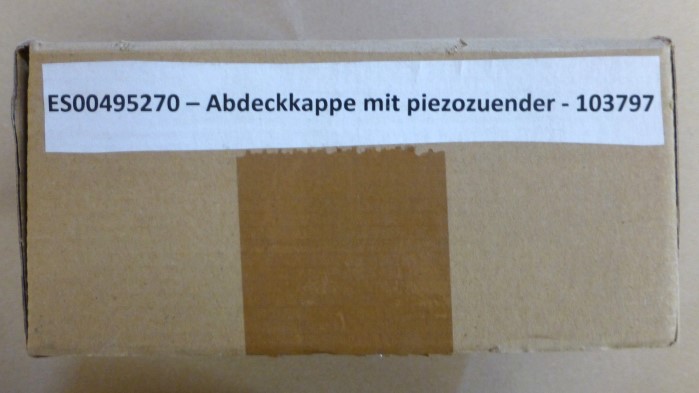 ES00495270 – Abdeckkappe mit piezozuender - 103797